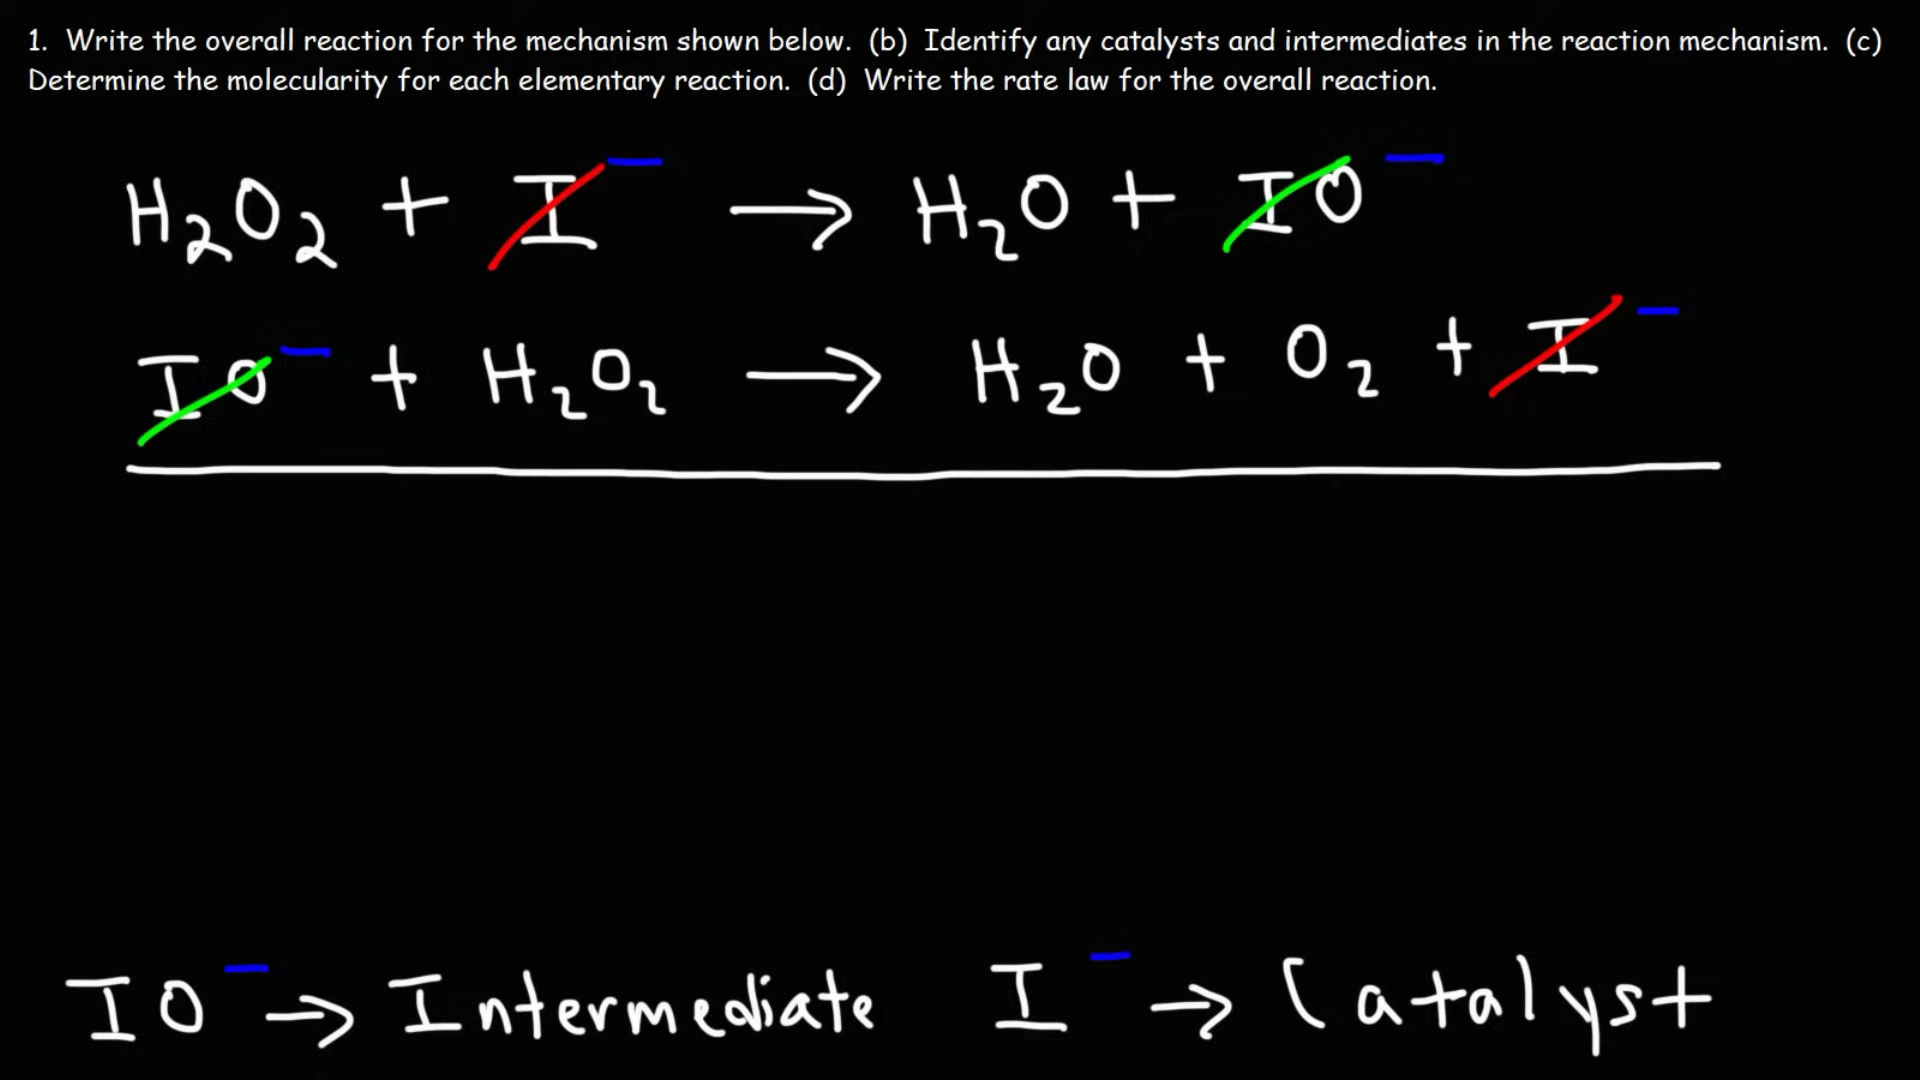 1. Write the overall reaction for the mechanism shown below. (b) Identify any catalysts and intermediates in the reaction mechanism. (c)
Determine the molecularity for each elementary reaction. (d) Write the rate law for the overall reaction.
H₂O₂ + I⁻ → H₂O + IO⁻
IO⁻ + H₂O₂ → H₂O + O₂ + I⁻
IO⁻ → Intermediate I⁻ → Catalyst